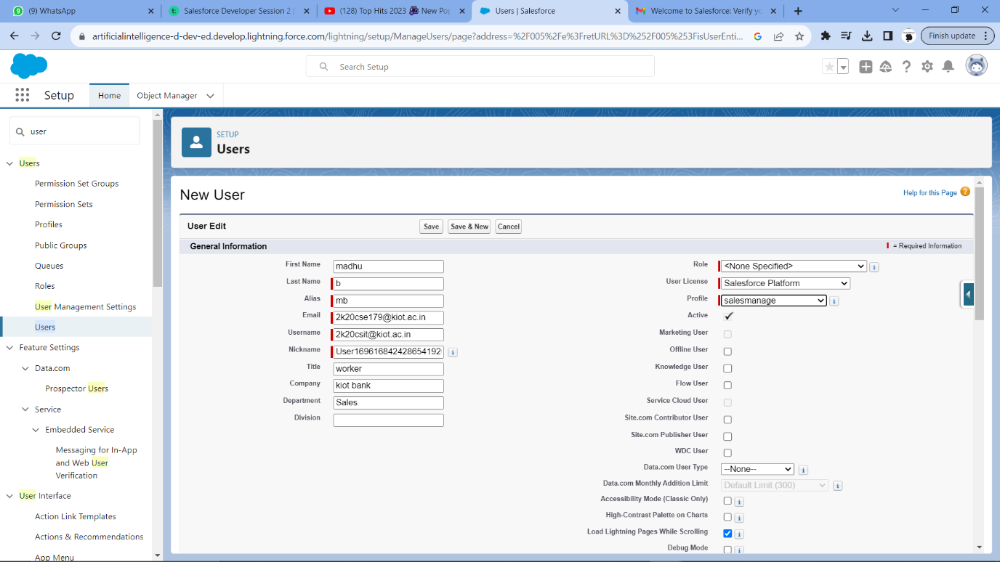 (9) WhatsApp
Salesforce Developer Session 2 |
(128) Top Hits 2023 New Pop
Users | Salesforce
Welcome to Salesforce: Verify yo
artificialintelligence-d-dev-ed.develop.lightning.force.com/lightning/setup/ManageUsers/page?address=%2F005%2Fe%3FretURL%3D%252F005%253FisUserEnti...
Finish update
Search Setup
Setup
Home
Object Manager
user
Users
Permission Set Groups
Permission Sets
Profiles
Public Groups
Queues
Roles
User Management Settings
Users
Feature Settings
Data.com
Prospector Users
Service
Embedded Service
Messaging for In-App
and Web User
Verification
User Interface
Action Link Templates
Actions & Recommendations
App Menu
SETUP
Users
New User
Help for this Page
User Edit
Save
Save & New
Cancel
General Information
= Required Information
First Name madhu
Last Name b
Alias mb
Email 2k20cse179@kiot.ac.in
Username 2k20csit@kiot.ac.in
Nickname User169616842428654192
Title worker
Company kiot bank
Department Sales
Division
Role <None Specified>
User License Salesforce Platform
Profile salesmanage
Active
Marketing User
Offline User
Knowledge User
Flow User
Service Cloud User
Site.com Contributor User
Site.com Publisher User
WDC User
Data.com User Type --None--
Data.com Monthly Addition Limit Default Limit (300)
Accessibility Mode (Classic Only)
High-Contrast Palette on Charts
Load Lightning Pages While Scrolling
Debug Mode